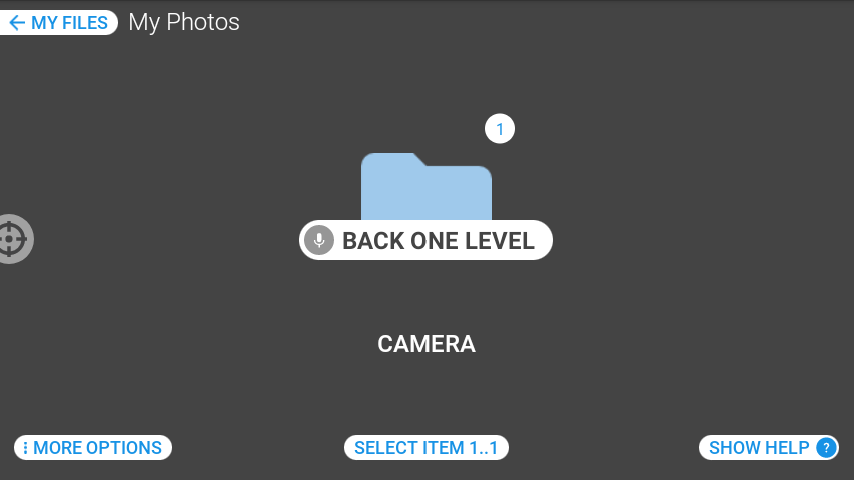 MY FILES My Photos
1
BACK ONE LEVEL
CAMERA
MORE OPTIONS SELECT ITEM 1..1 SHOW HELP ?